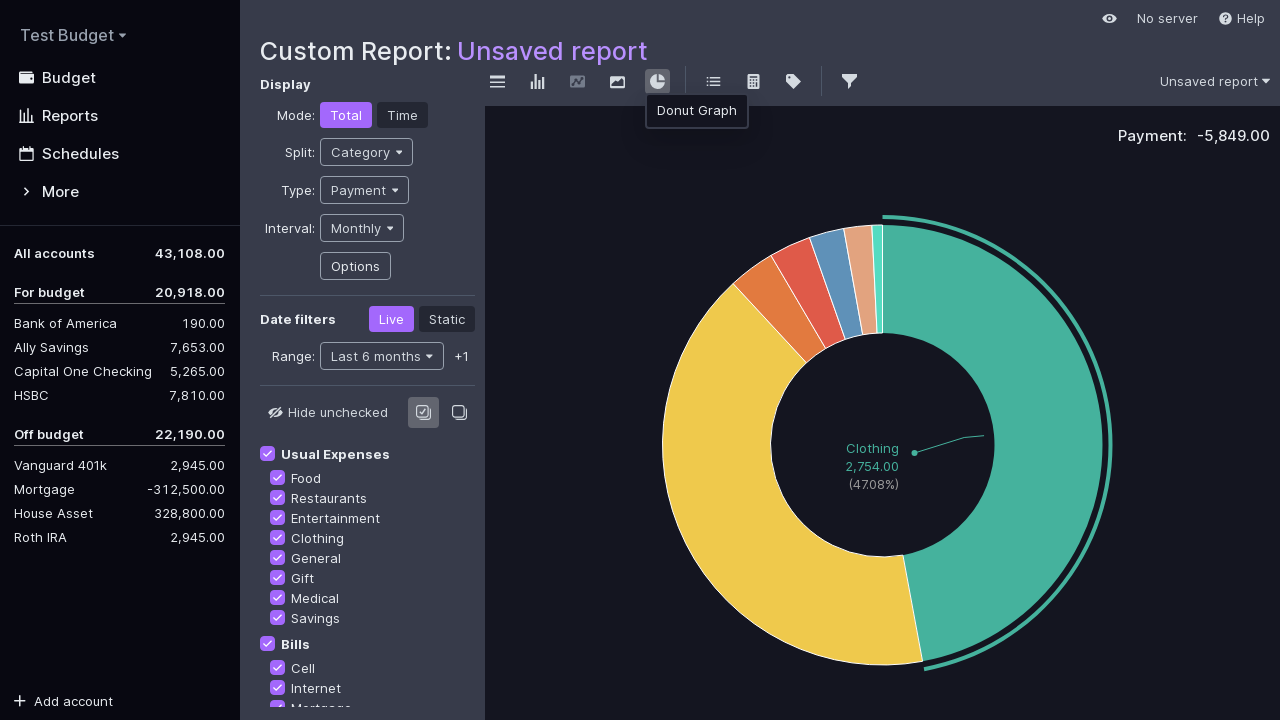 Test Budget
Budget
Reports
Schedules
More
All accounts 43,108.00
For budget 20,918.00
Bank of America 190.00
Ally Savings 7,653.00
Capital One Checking 5,265.00
HSBC 7,810.00
Off budget 22,190.00
Vanguard 401k 2,945.00
Mortgage -312,500.00
House Asset 328,800.00
Roth IRA 2,945.00
Add account
No server
Help
Custom Report: Unsaved report
Display
Mode: Total Time
Split: Category
Type: Payment
Interval: Monthly
Options
Date filters Live Static
Range: Last 6 months +1
Hide unchecked
Usual Expenses
Food
Restaurants
Entertainment
Clothing
General
Gift
Medical
Savings
Bills
Cell
Internet
Mortgage
Unsaved report
Donut Graph
Payment: -5,849.00
Clothing
2,754.00
(47.08%)